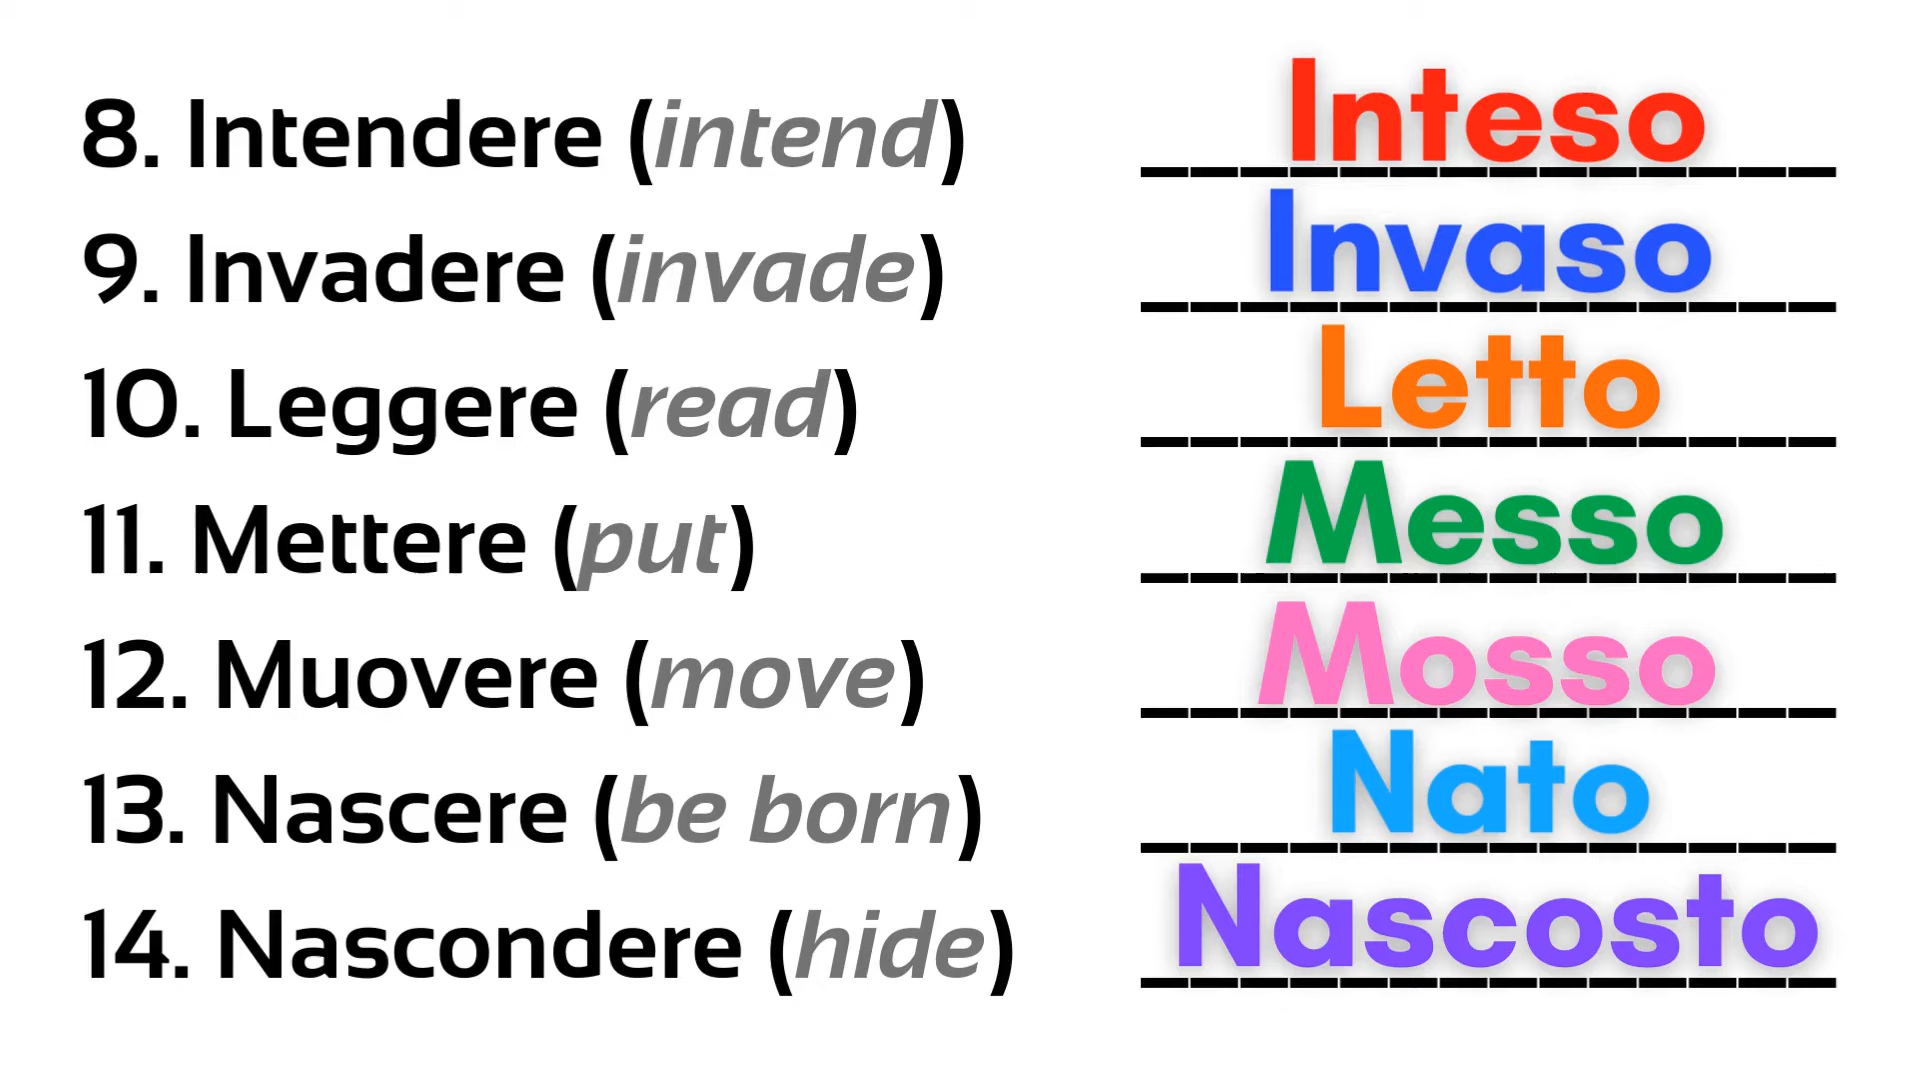 8. Intendere (intend) Inteso
9. Invadere (invade) Invaso
10. Leggere (read) Letto
11. Mettere (put) Messo
12. Muovere (move) Mosso
13. Nascere (be born) Nato
14. Nascondere (hide) Nascosto